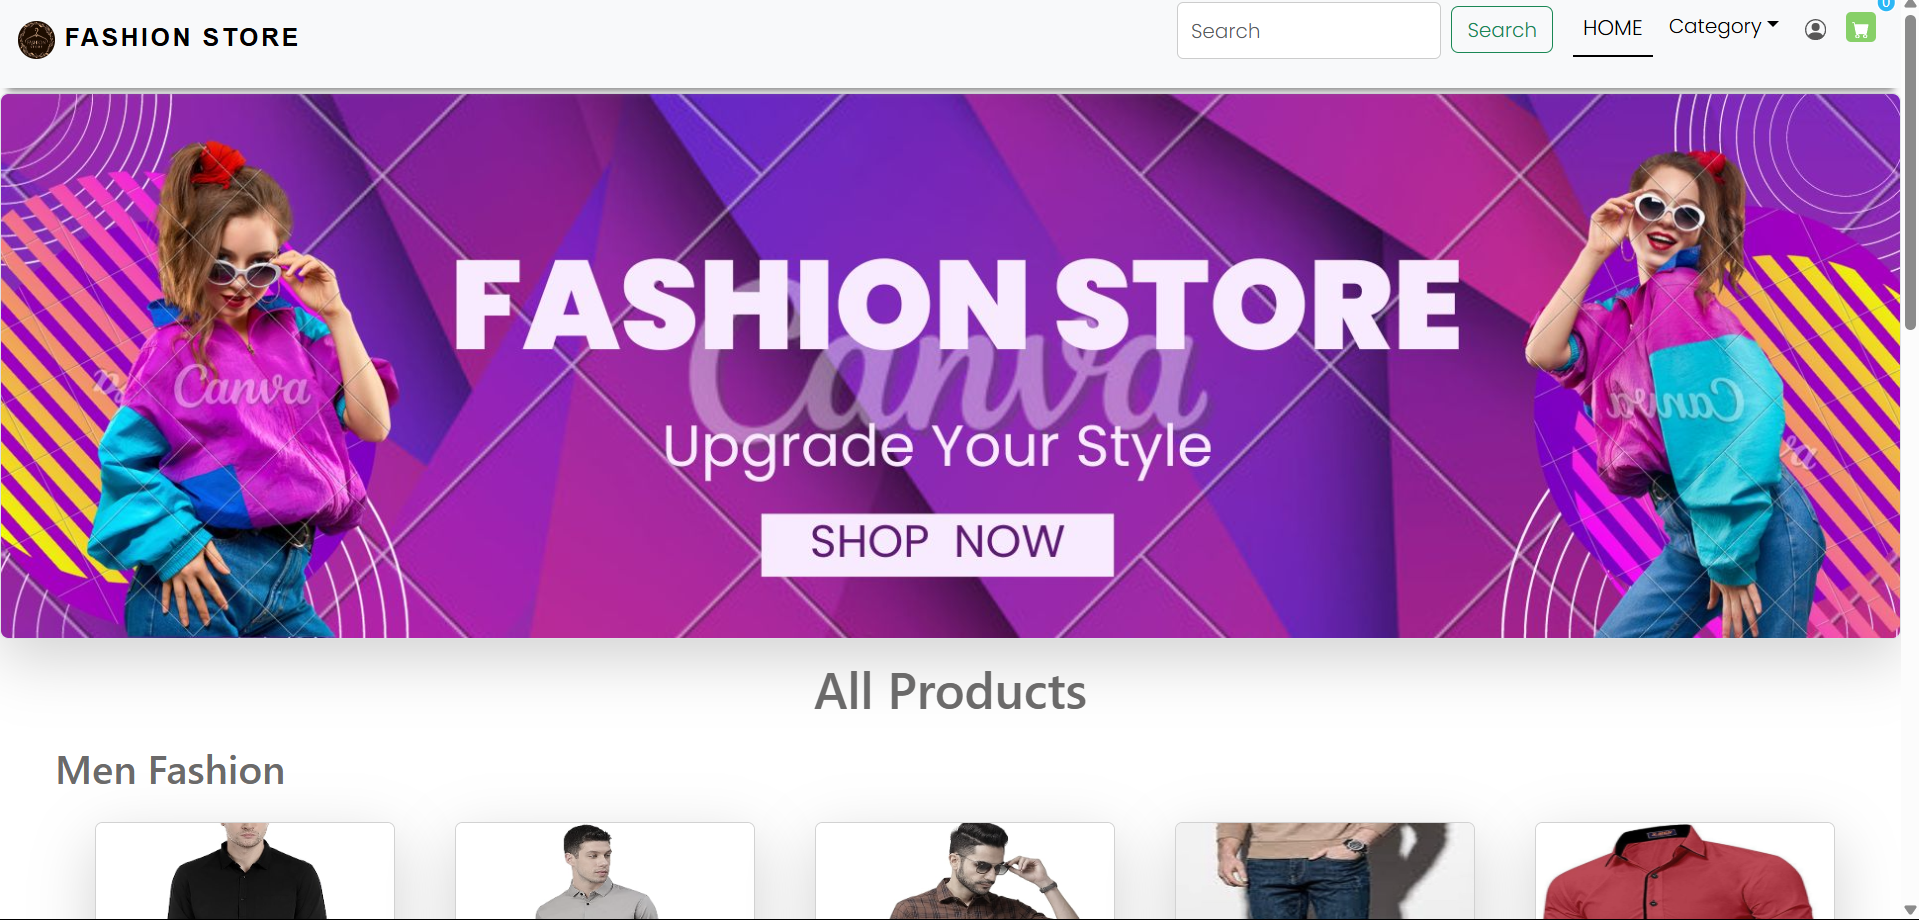 FASHION STORE
Search
Search
HOME
Category
0
FASHION STORE
Canva
Canva
Canva
Upgrade Your Style
SHOP NOW
All Products
Men Fashion